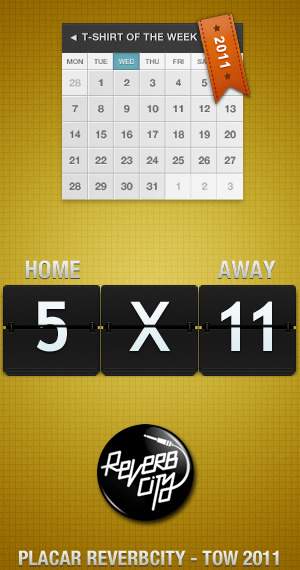 ◄ T-SHIRT OF THE WEEK
2011
MON TUE WED THU FRI SA
28 1 2 3 4 5
7 8 9 10 11 12 13
14 15 16 17 18 19 20
21 22 23 24 25 26 27
28 29 30 31 1 2 3
HOME AWAY
5 X 11
REVERB
CITY
PLACAR REVERBCITY - TOW 2011